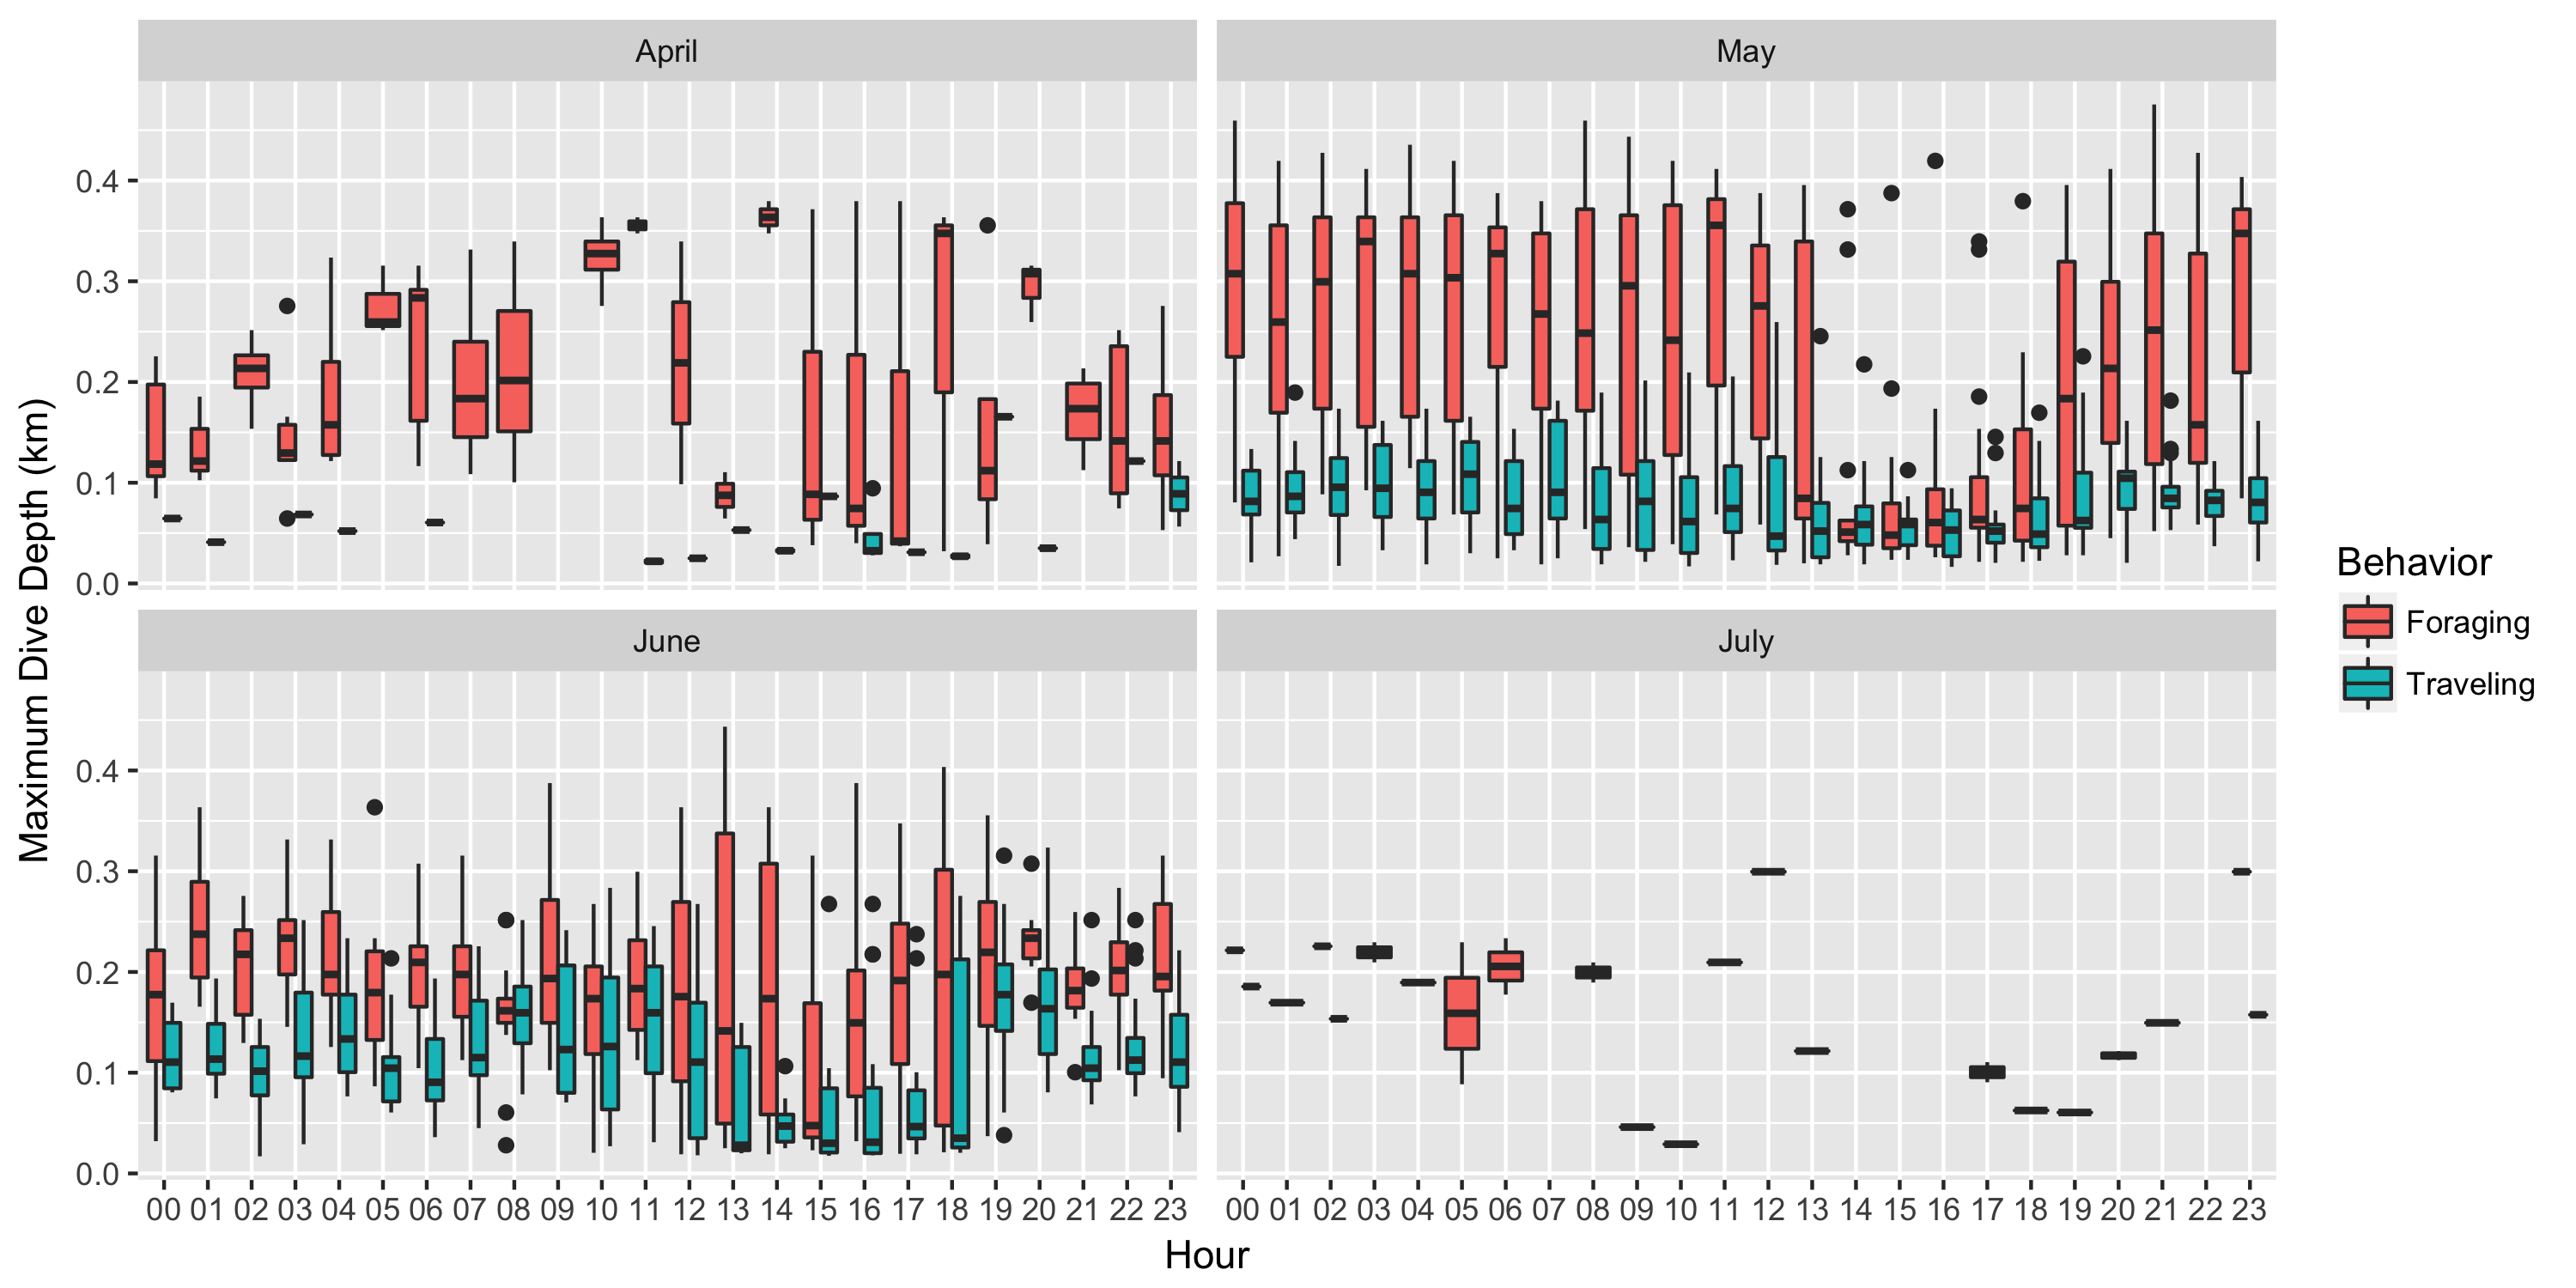 April
May
0.4
0.3
0.2
0.1
0.0
June
July
0.4
0.3
0.2
0.1
0.0
00 01 02 03 04 05 06 07 08 09 10 11 12 13 14 15 16 17 18 19 20 21 22 23
00 01 02 03 04 05 06 07 08 09 10 11 12 13 14 15 16 17 18 19 20 21 22 23
Hour
Maximum Dive Depth (km)
Behavior
Foraging
Traveling